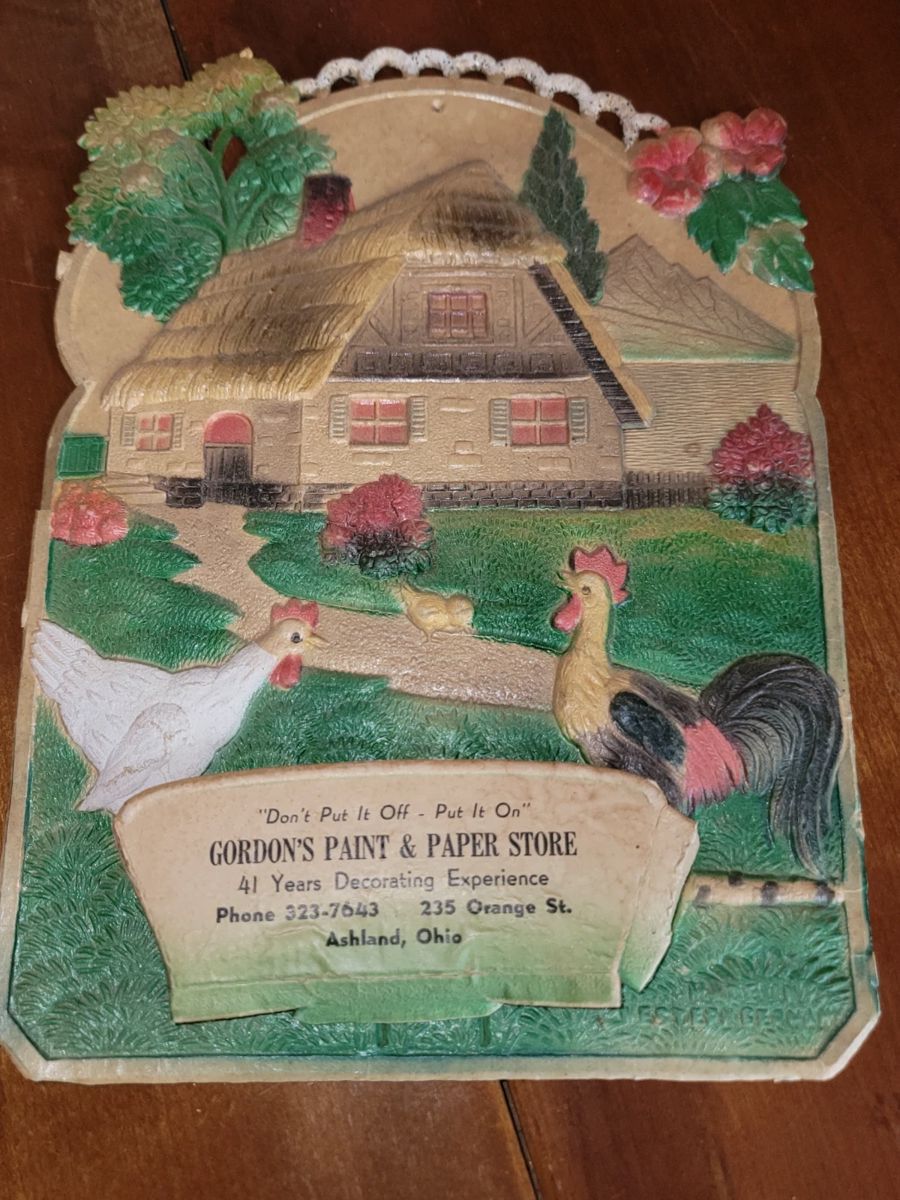 "Don't Put It Off - Put It On"
GORDON'S PAINT & PAPER STORE
41 Years Decorating Experience
Phone 323-7643 235 Orange St.
Ashland, Ohio